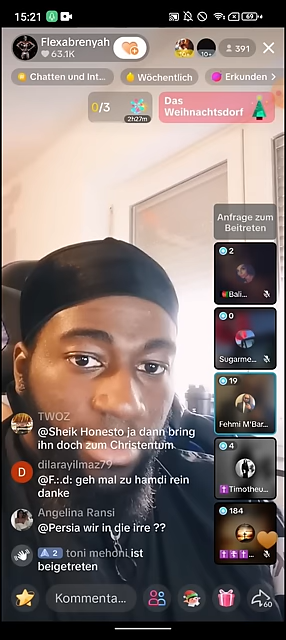 15:21
69
Flexabrenyah
63.1K
10+
391
Chatten und Int...
Wöchentlich
Erkunden
0/3
2h27m
Das
Weihnachtsdorf
Anfrage zum
Beitreten
2
Bali...
0
Sugarme...
19
Fehmi M'Bar...
4
Timotheu...
184
...
TWOZ
@Sheik Honesto ja dann bring
ihn doch zum Christentum
D
dilarayilmaz79
@F.:.d: geh mal zu hamdi rein
danke
Angelina Ransi
@Persia wir in die irre ??
2 toni mehoni ist
beigetreten
Kommenta...
60